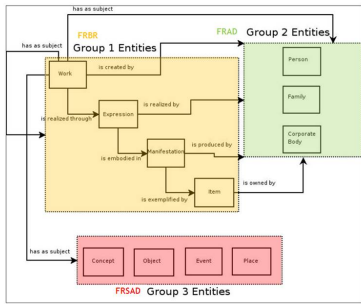 FRBR
FRAD
Group 2 Entities
has as subject
has as subject
Group 1 Entities
Work
is created by
Person
Expression
is realized by
Family
is realized through
Manifestation
is produced by
Corporate
Body
is embodied in
Item
is owned by
is exemplified by
has as subject
Concept
Object
Event
Place
FRSAD
Group 3 Entities